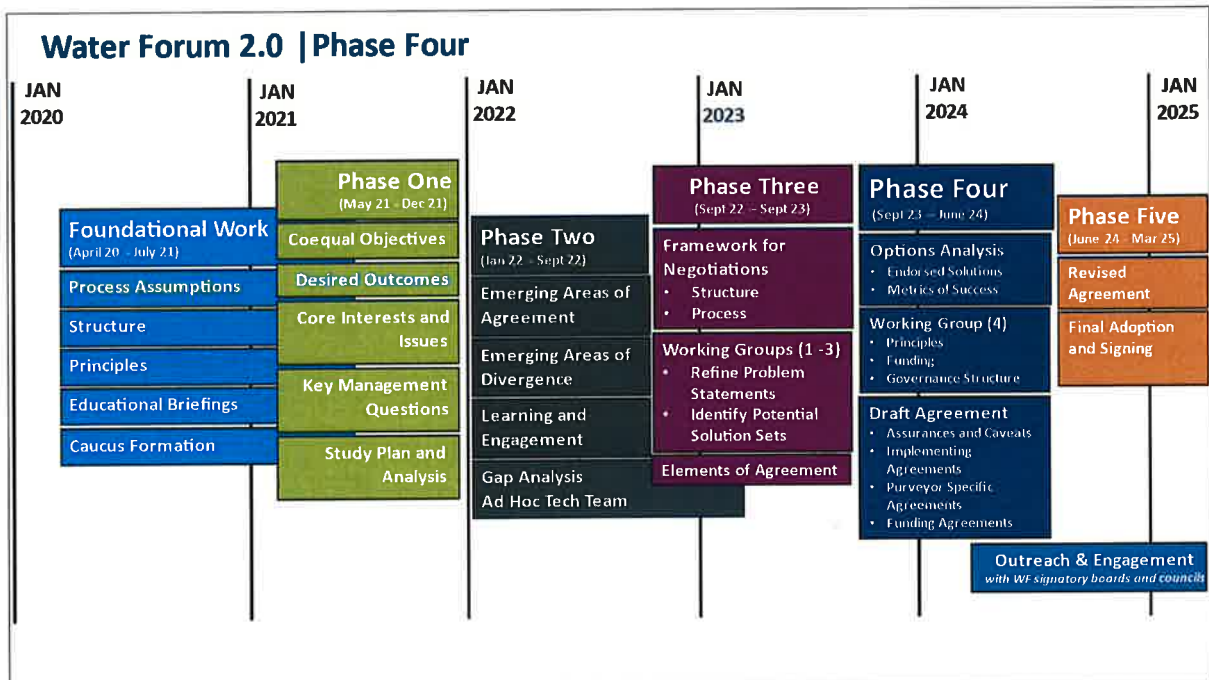 Water Forum 2.0 | Phase Four
JAN
2020
JAN
2021
JAN
2022
JAN
2023
JAN
2024
JAN
2025
Foundational Work
(April 20 - July 21)
Process Assumptions
Structure
Principles
Educational Briefings
Caucus Formation
Phase One
(May 21 - Dec 21)
Coequal Objectives
Desired Outcomes
Core Interests and
Issues
Key Management
Questions
Study Plan and
Analysis
Phase Two
(Jan 22 - Sept 22)
Emerging Areas of
Agreement
Emerging Areas of
Divergence
Learning and
Engagement
Gap Analysis
Ad Hoc Tech Team
Phase Three
(Sept 22 – Sept 23)
Framework for
Negotiations
• Structure
• Process
Working Groups (1 -3)
• Refine Problem
Statements
• Identify Potential
Solution Sets
Elements of Agreement
Phase Four
(Sept 23 – June 24)
Options Analysis
• Endorsed Solutions
• Metrics of Success
Working Group (4)
• Principles
• Funding
• Governance Structure
Draft Agreement
• Assurances and Caveats
• Implementing
Agreements
• Purveyor Specific
Agreements
• Funding Agreements
Phase Five
(June 24 - Mar 25)
Revised
Agreement
Final Adoption
and Signing
Outreach & Engagement
with WF signatory boards and councils